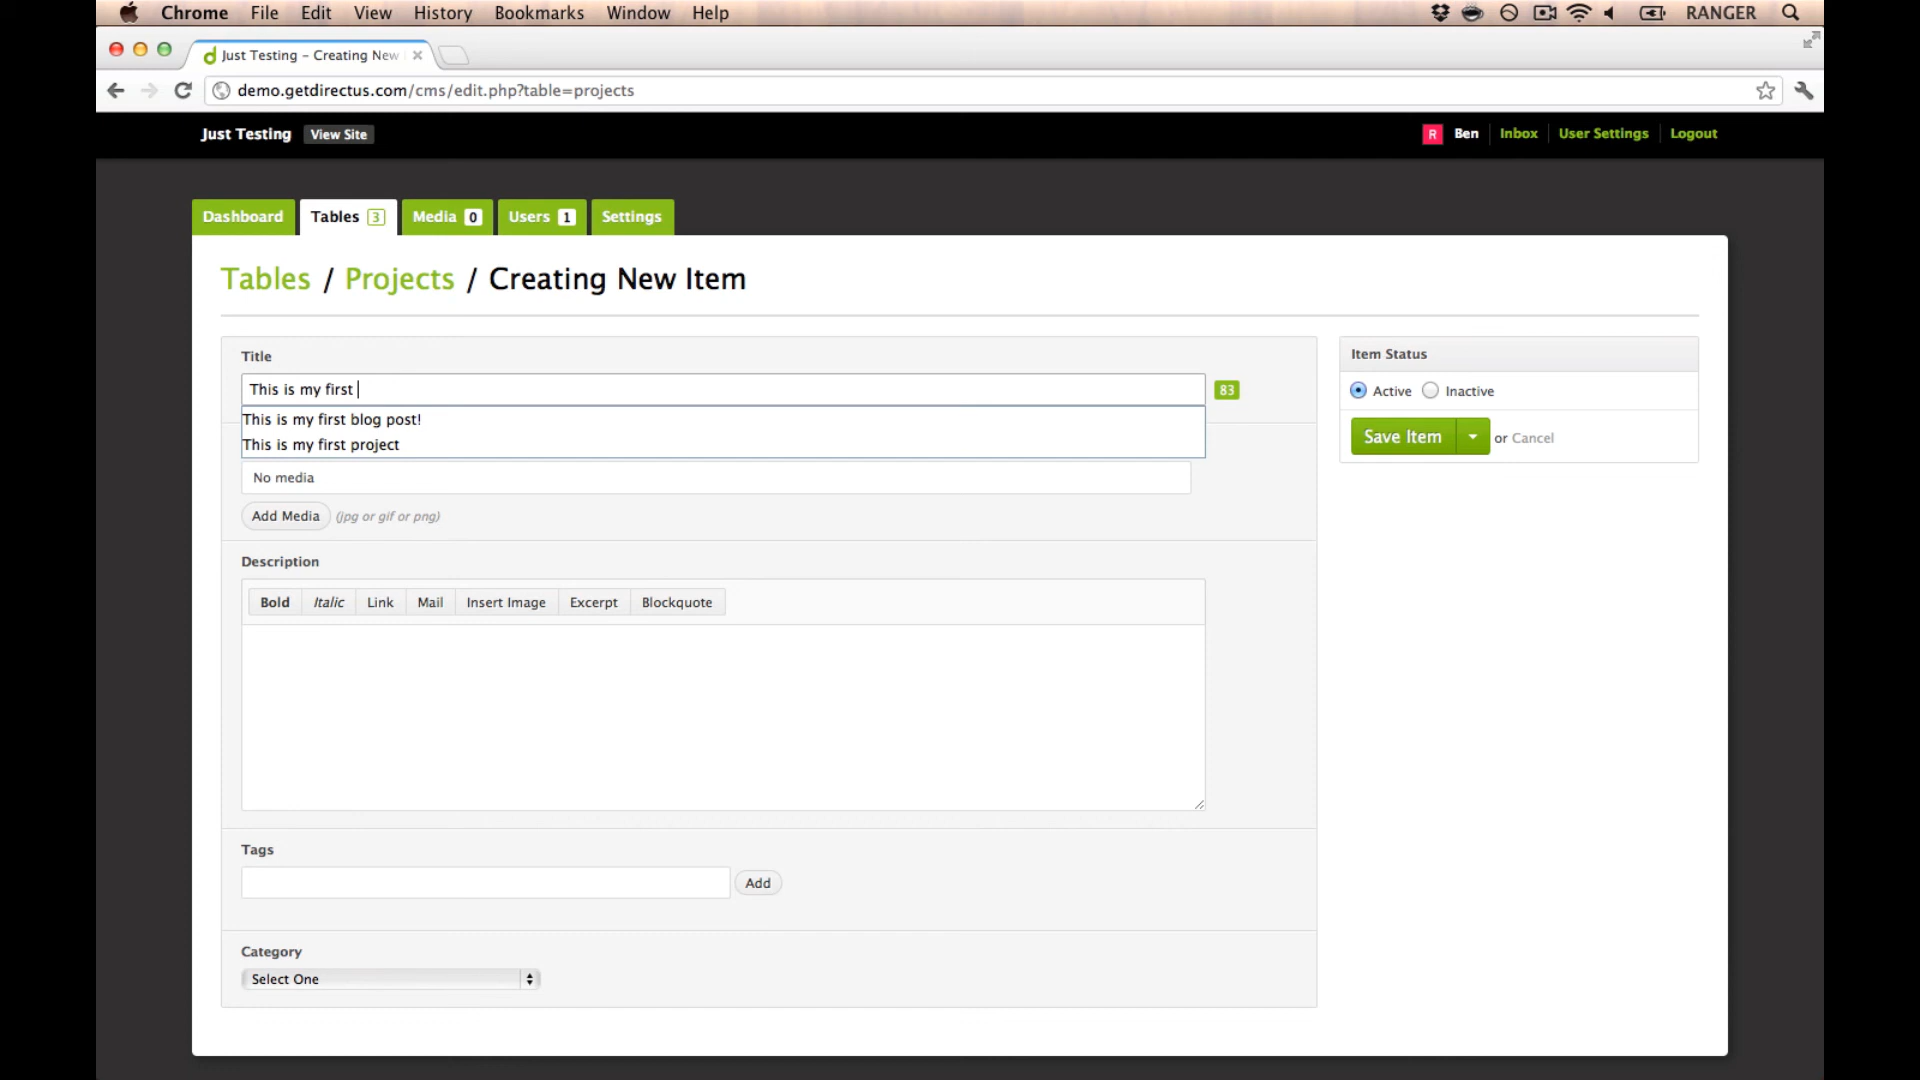 Chrome File Edit View History Bookmarks Window Help RANGER
Just Testing – Creating New
demo.getdirectus.com/cms/edit.php?table=projects
Just Testing View Site R Ben Inbox User Settings Logout
Dashboard Tables 3 Media 0 Users 1 Settings
Tables / Projects / Creating New Item
Title
Item Status
This is my first
83
Active Inactive
This is my first blog post!
This is my first project
Save Item or Cancel
No media
Add Media (jpg or gif or png)
Description
Bold Italic Link Mail Insert Image Excerpt Blockquote
Tags
Add
Category
Select One